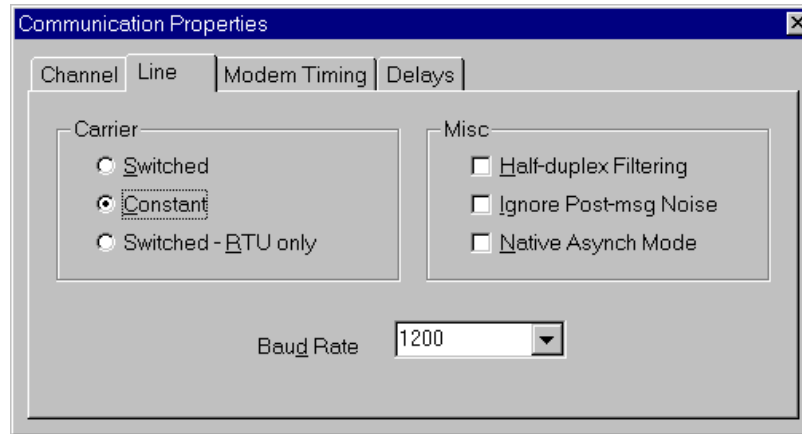 Communication Properties
Channel Line Modem Timing Delays
Carrier
Switched
Constant
Switched - RTU only
Misc
Half-duplex Filtering
Ignore Post-msg Noise
Native Asynch Mode
Baud Rate 1200